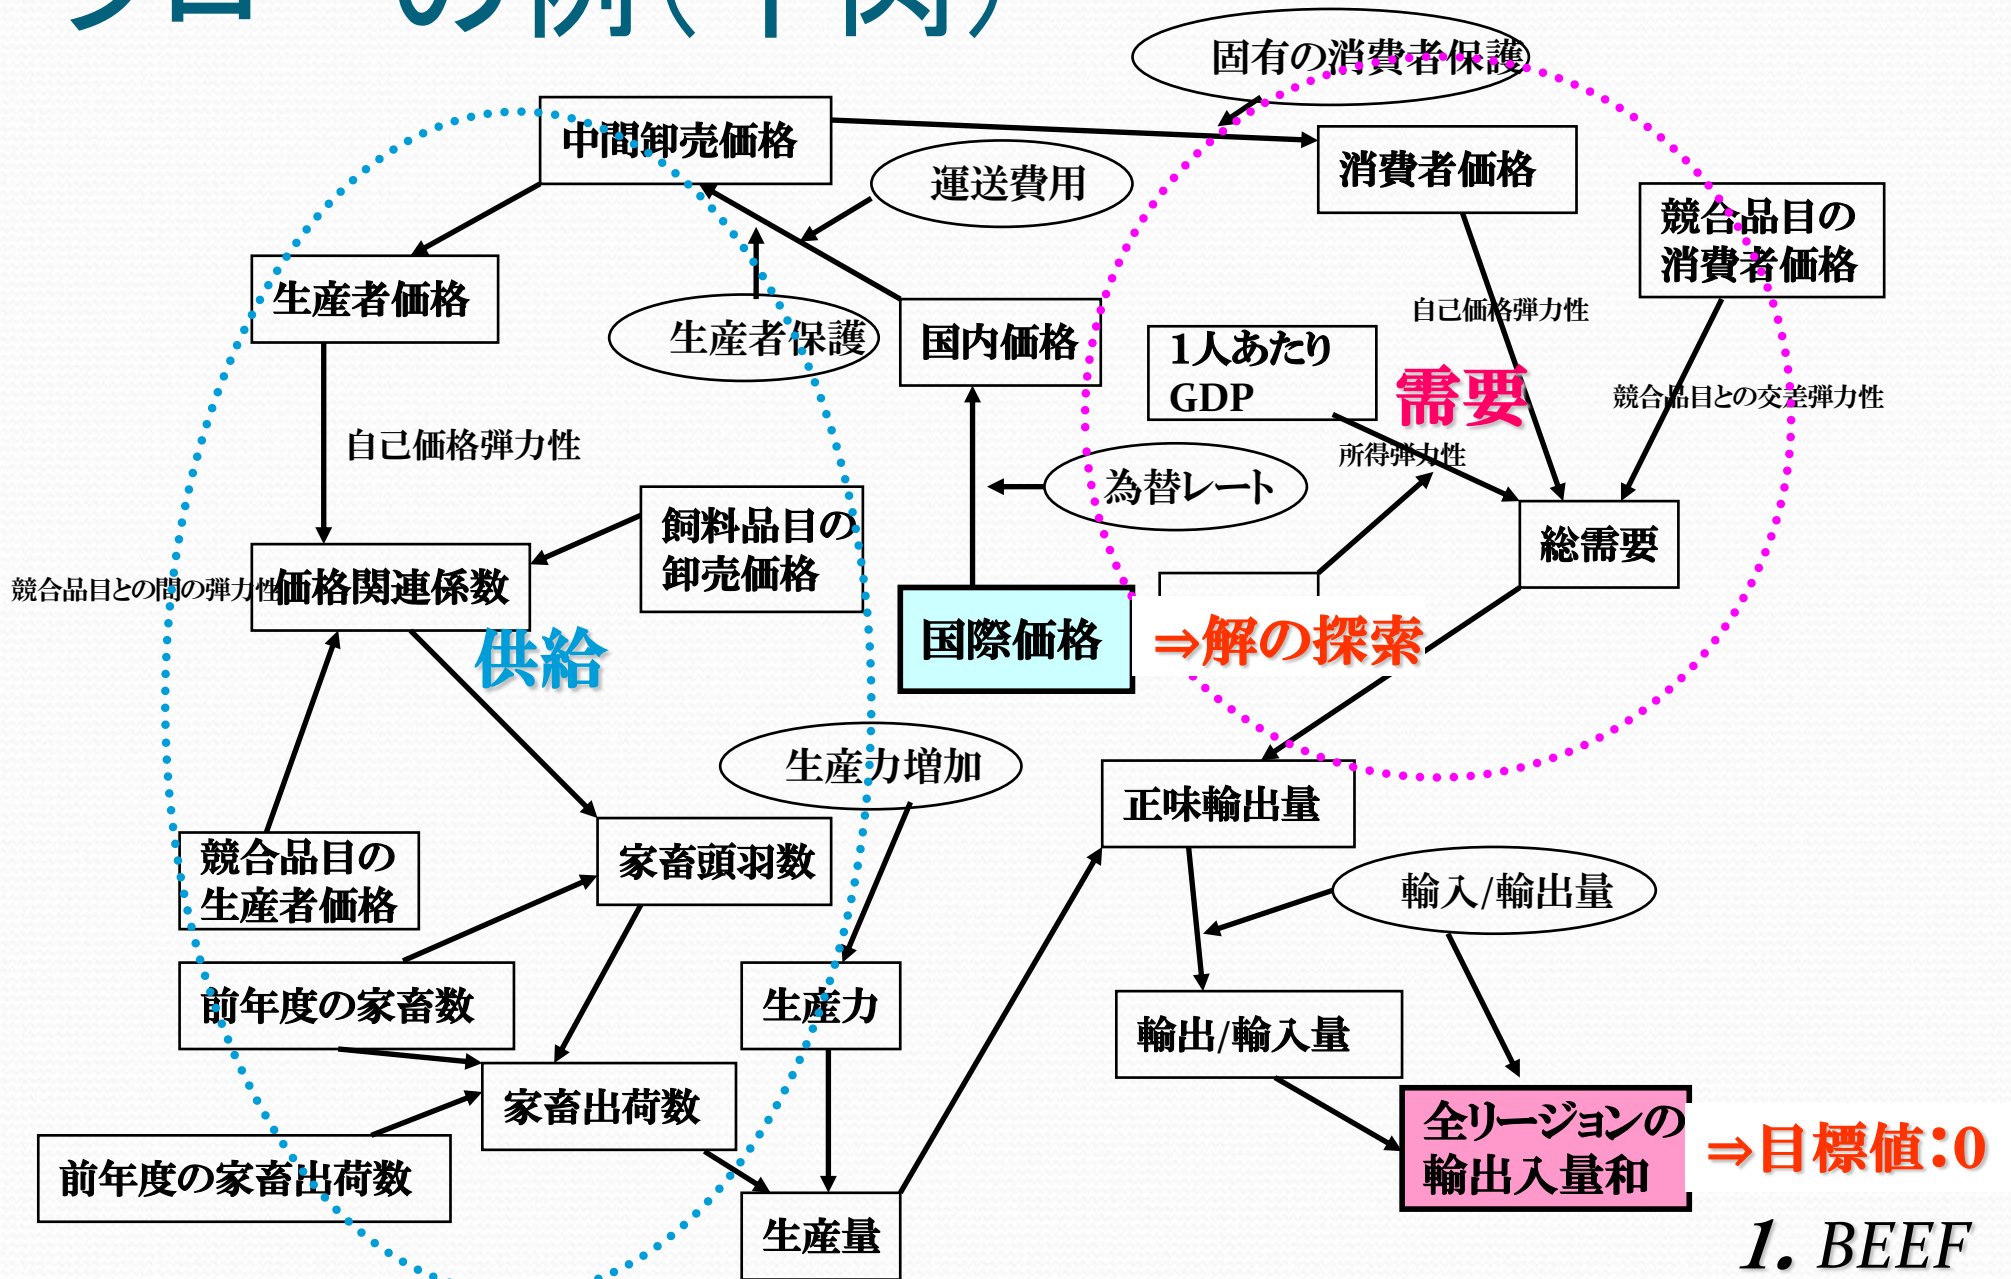 フローの例(牛肉)
固有の消費者保護
中間卸売価格
消費者価格
運送費用
競合品目の
消費者価格
生産者価格
生産者保護
国内価格
自己価格弾力性
1人あたり
GDP
需要
競合品目との交差弾力性
自己価格弾力性
所得弾力性
為替レート
飼料品目の
卸売価格
総需要
競合品目との間の弾力性
価格関連係数
供給
国際価格
⇒解の探索
生産力増加
正味輸出量
競合品目の
生産者価格
家畜頭羽数
輸入/輸出量
前年度の家畜数
生産力
輸出/輸入量
家畜出荷数
全リージョンの
輸出入量和
⇒目標値:0
前年度の家畜出荷数
生産量
1. BEEF